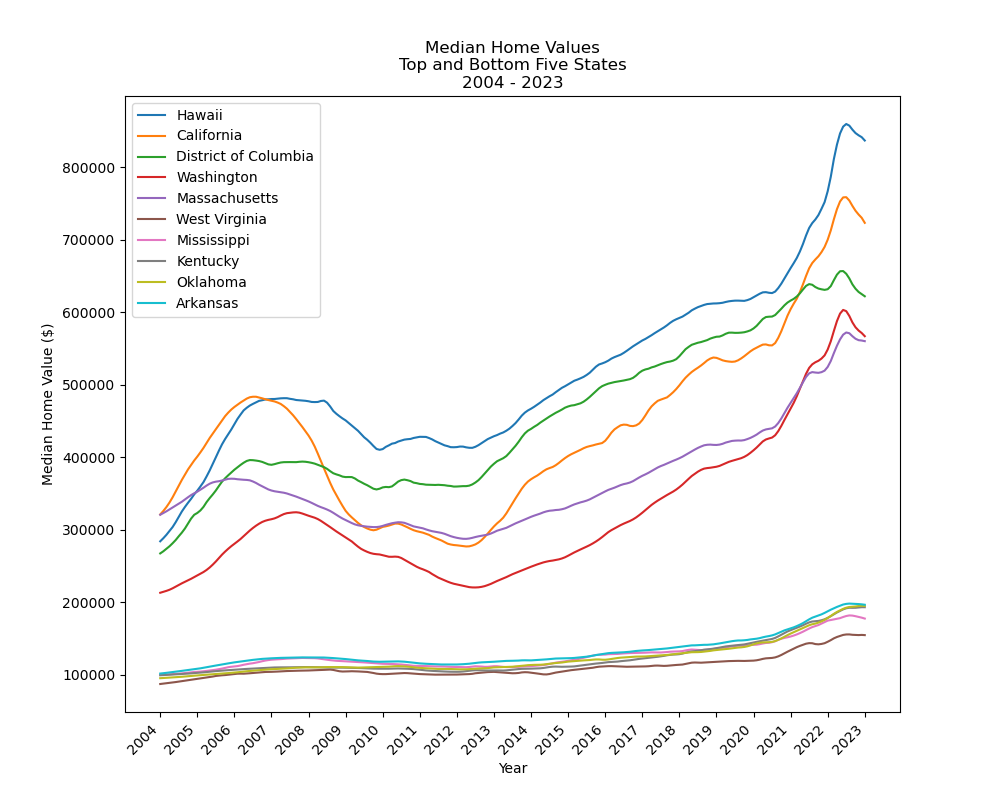 Median Home Values
Top and Bottom Five States
2004 - 2023
Hawaii
California
District of Columbia
Washington
Massachusetts
West Virginia
Mississippi
Kentucky
Oklahoma
Arkansas
Median Home Value ($)
800000
700000
600000
500000
400000
300000
200000
100000
2004 2005 2006 2007 2008 2009 2010 2011 2012 2013 2014 2015 2016 2017 2018 2019 2020 2021 2022 2023
Year